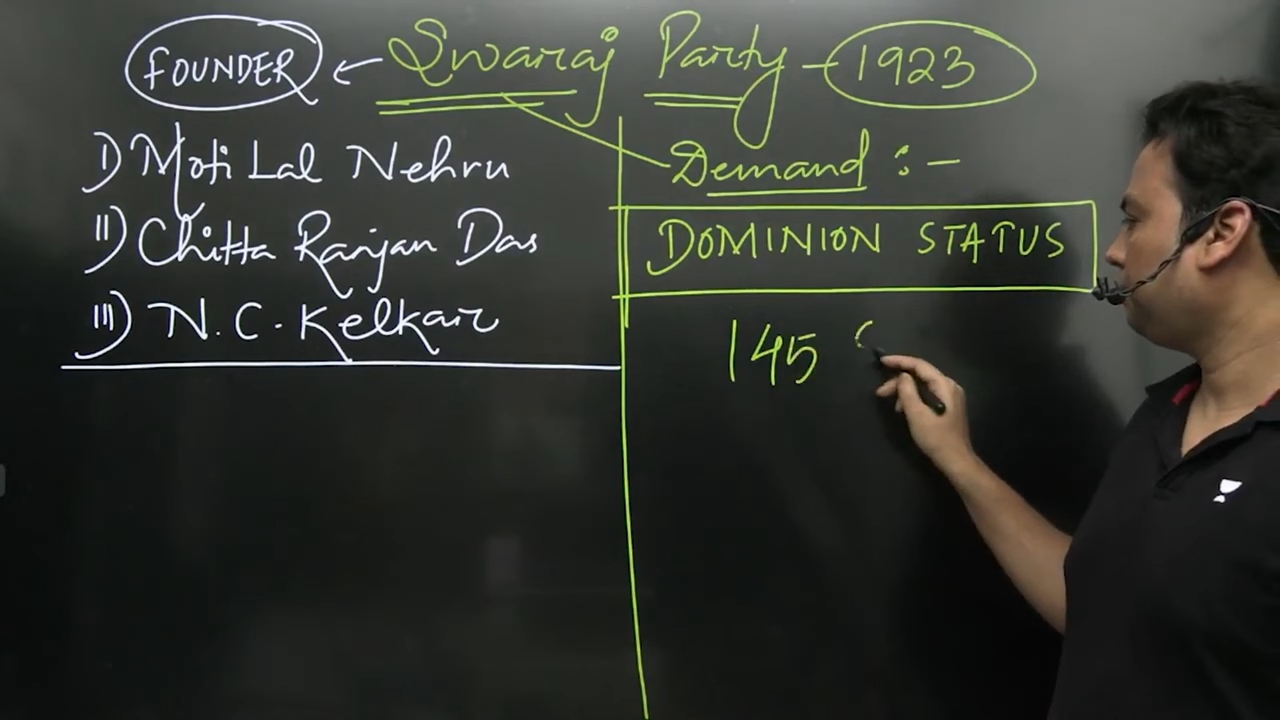 FOUNDER ← Swaraj Party – 1923
I) Moti Lal Nehru
II) Chitta Ranjan Das
III) N.C. Kelkar
Demand :-
DOMINION STATUS
145